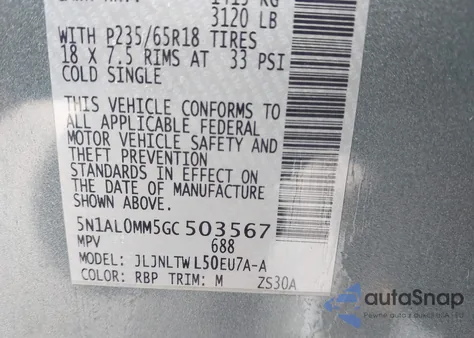 3120 LB
WITH P235/65R18 TIRES
18 X 7.5 RIMS AT 33 PSI
COLD SINGLE
THIS VEHICLE CONFORMS TO
ALL APPLICABLE FEDERAL
MOTOR VEHICLE SAFETY AND
THEFT PREVENTION
STANDARDS IN EFFECT ON
THE DATE OF MANUFACTURE
SHOWN ABOVE.
5N1AL0MM5GC503567
MPV 688
MODEL: JLJNLTWL50EU7A-A
COLOR: RBP TRIM: M ZS30A
autoSnap